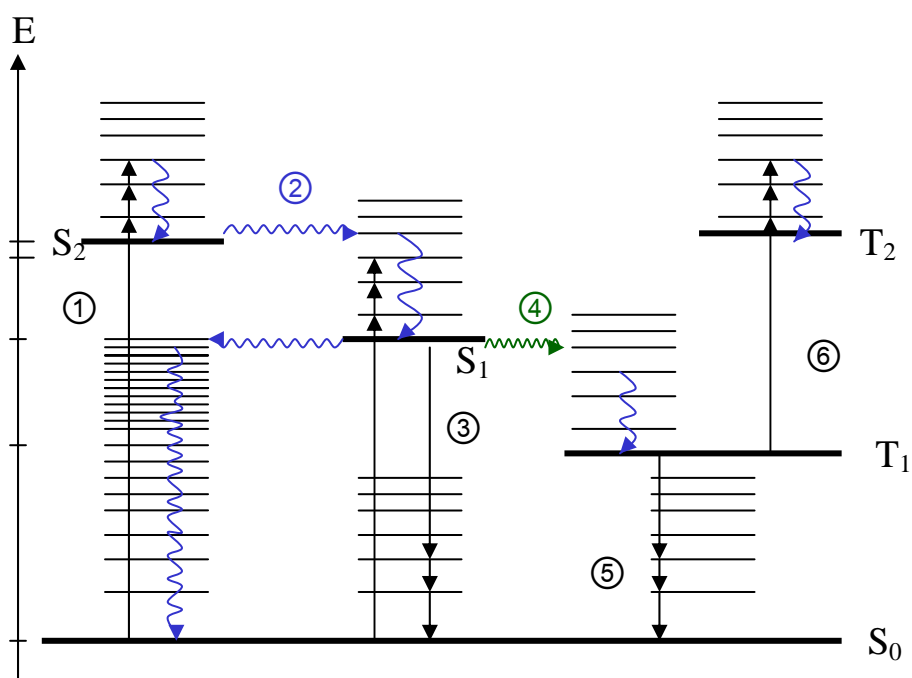 E
②
S₂
T₂
①
④
S₁
⑥
③
T₁
⑤
S₀